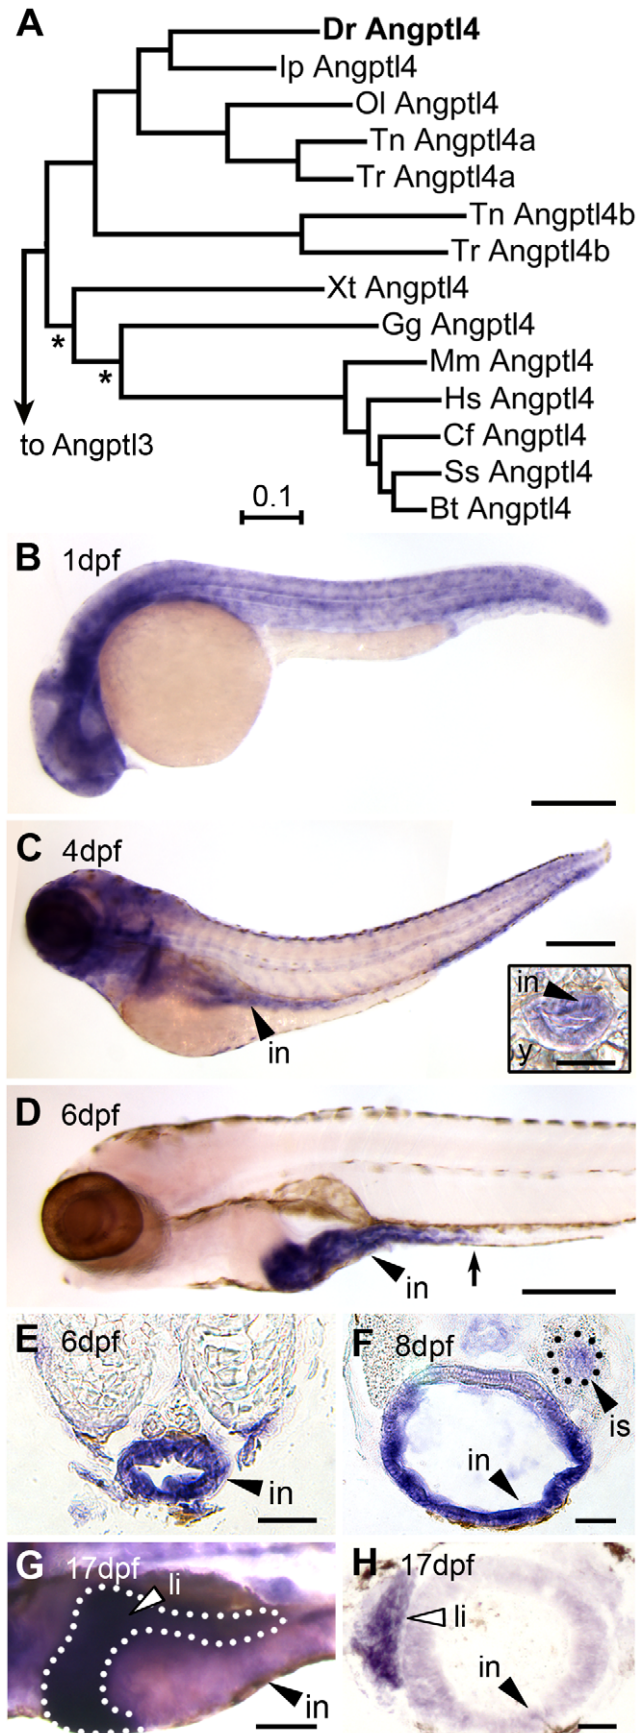 A
Dr Angptl4
Ip Angptl4
Ol Angptl4
Tn Angptl4a
Tr Angptl4a
Tn Angptl4b
Tr Angptl4b
Xt Angptl4
Gg Angptl4
*
*
Mm Angptl4
Hs Angptl4
Cf Angptl4
Ss Angptl4
Bt Angptl4
to Angptl3
0.1
B 1dpf
C 4dpf
in
in
y
D 6dpf
in
E 6dpf
in
F 8dpf
is
in
G 17dpf
li
in
H 17dpf
li
in